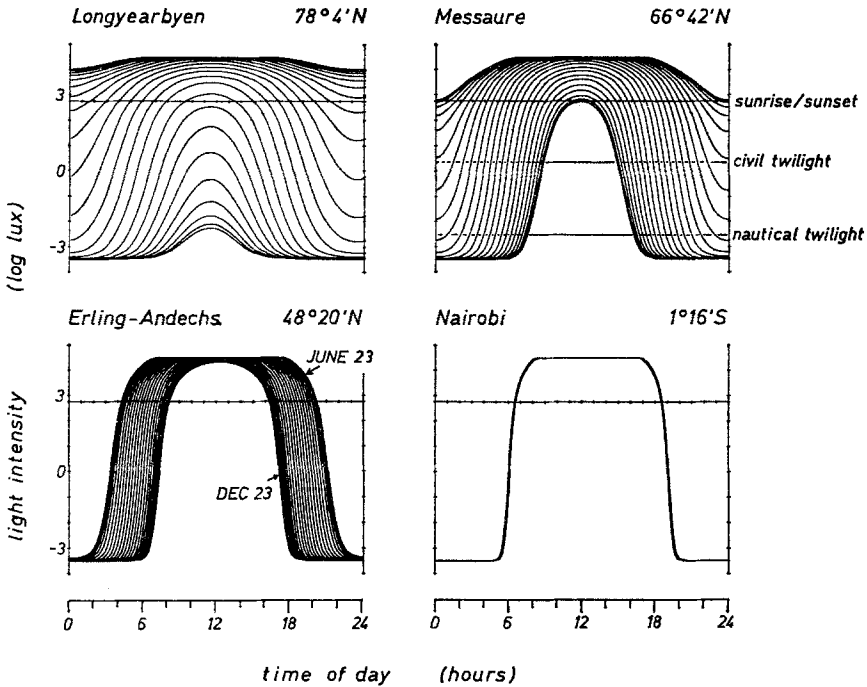 Longyearbyen 78°4'N
Messaure 66°42'N
3
0
-3
sunrise/sunset
civil twilight
nautical twilight
(log lux)
Erling-Andechs. 48°20'N
Nairobi 1°16'S
3
0
-3
JUNE 23
DEC 23
light intensity
0 6 12 18 24
0 6 12 18 24
time of day (hours)